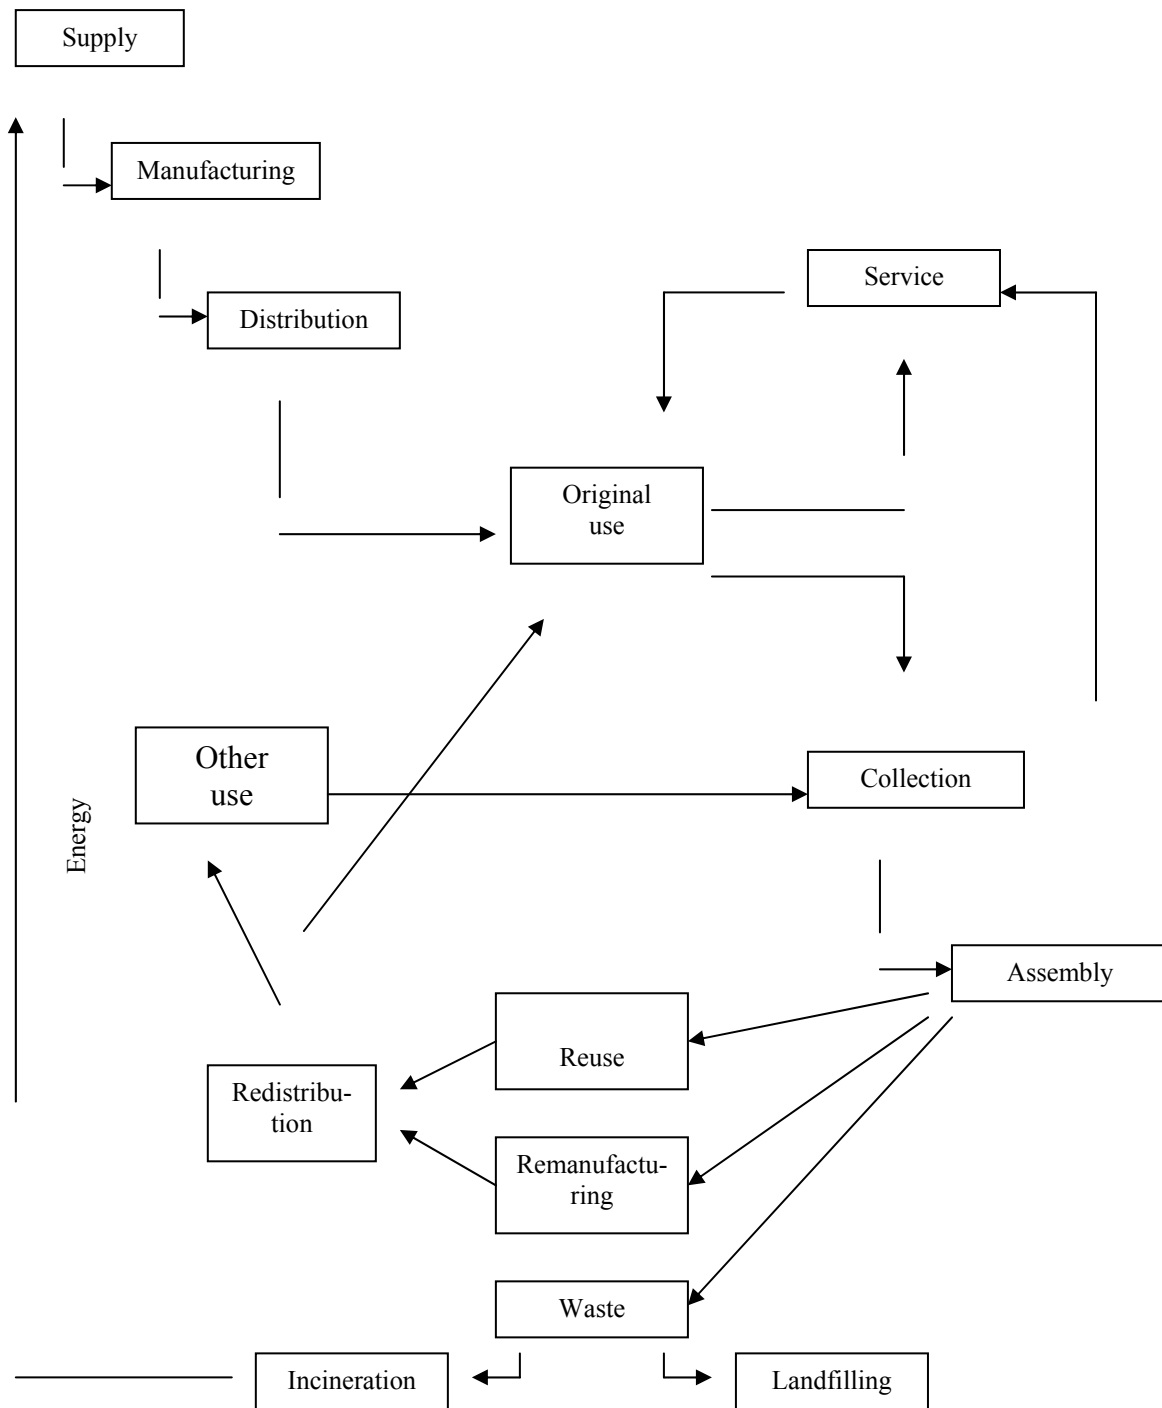 Supply
Manufacturing
Service
Distribution
Original
use
Other
use
Collection
Energy
Assembly
Reuse
Redistribu-
tion
Remanufactu-
ring
Waste
Incineration
Landfilling